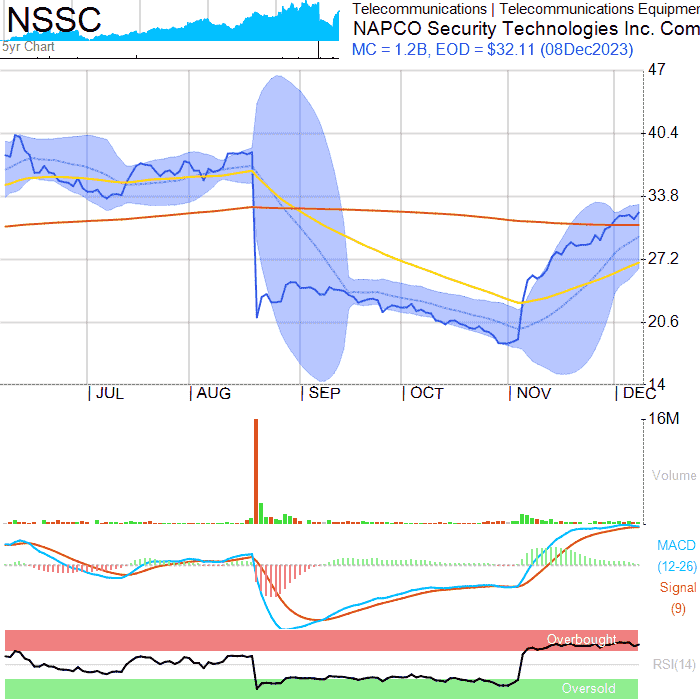 NSSC
5yr Chart
Telecommunications | Telecommunications Equipmer
NAPCO Security Technologies Inc. Com
MC = 1.2B, EOD = $32.11 (08Dec2023)
47
40.4
33.8
27.2
20.6
14
JUL AUG SEP OCT NOV DEC
16M
Volume
MACD
(12-26)
Signal
(9)
Overbought
RSI(14)
Oversold